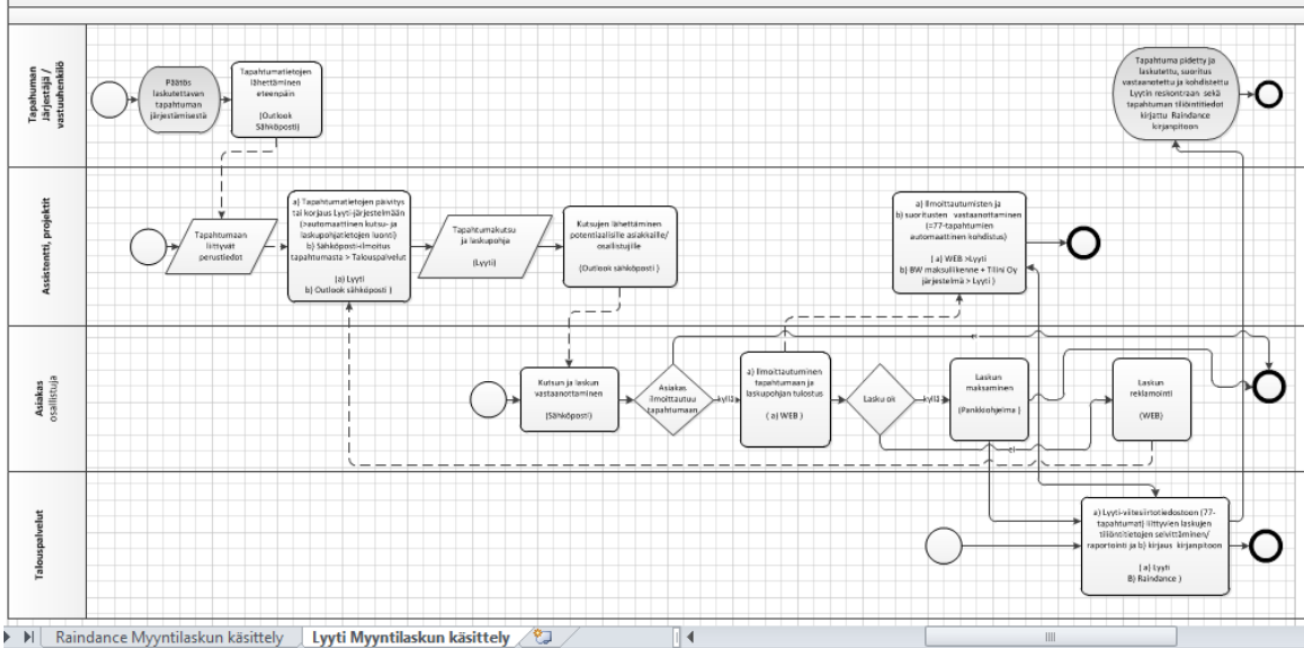 Tapahuman
Järjestäjä /
vastuuhenkilö
Päätös
laskutettavan
tapahtuman
järjestämisestä
Tapahtumatietojen
lähettäminen
eteenpäin
(Outlook
Sähköposti)
Tapahtuma pidetty ja
laskutettu, suoritus
vastaanotettu ja kohdistettu
Lyytin reskontraan sekä
tapahtuman tiliöintitiedot
kirjattu Raindance
kirjanpitoon
Assistentti, projektit
Tapahtumaan
liittyvät
perustiedot
a) Tapahtumatietojen päivitys
tai korjaus Lyyti-järjestelmään
(>automaattinen kutsu- ja
laskupohjatietojen luonti)
b) Sähköposti-ilmoitus
tapahtumasta > Talouspalvelut
(a) Lyyti
b) Outlook sähköposti )
Tapahtumakutsu
ja laskupohja
(Lyyti)
Kutsujen lähettäminen
potentiaalisille asiakkaille/
osallistujille
(Outlook sähköposti )
a) Ilmoittautumisten ja
b) suoritusten vastaanottaminen
(=77-tapahtumien
automaattinen kohdistus)
( a) WEB >Lyyti
b) BW maksuliikenne + Tilini Oy
järjestelmä > Lyyti )
Asiakas
osallistuja
Kutsun ja laskun
vastaanottaminen
(Sähköposti)
Asiakas
ilmoittautuu
tapahtumaan
kyllä
ei
a) Ilmoittautuminen
tapahtumaan ja
laskupohjan tulostus
( a) WEB )
Lasku ok
kyllä
ei
Laskun
maksaminen
(Pankkiohjelma )
Laskun
reklamointi
(WEB)
Talouspalvelut
a) Lyyti-viitesiirtotiedostoon (77-
tapahtumat) liittyvien laskujen
tiliöintitietojen selvittäminen/
raportointi ja b) kirjaus kirjanpitoon
( a) Lyyti
B) Raindance )
Raindance Myyntilaskun käsittely
Lyyti Myyntilaskun käsittely